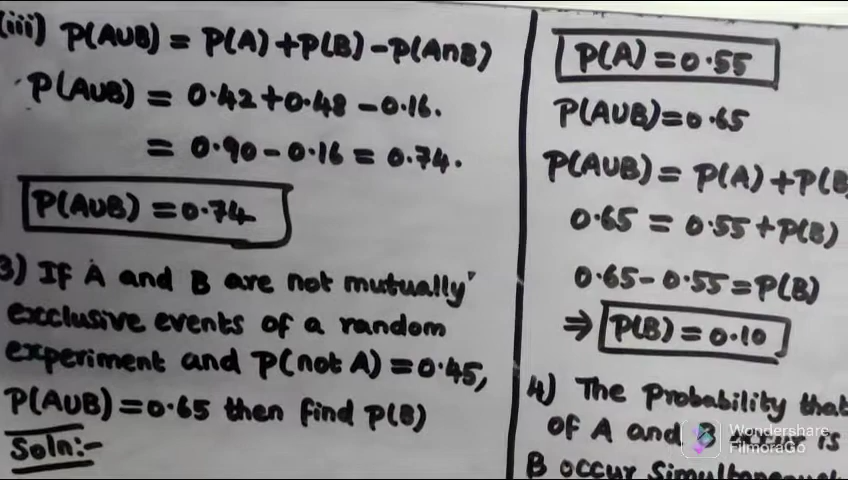 (iii) P(AUB) = P(A) +P(B) -P(A∩B)
P(AUB) = 0.42+0.48 -0.16.
= 0.90 - 0.16 = 0.74.
P(AUB) = 0.74
3) If A and B are not mutually
exclusive events of a random
experiment and P(not A) = 0.45,
P(AUB) = 0.65 then find P(B)
Soln:-
P(A) = 0.55
P(AUB) = 0.65
P(AUB) = P(A) + P(B)
0.65 = 0.55 + P(B)
0.65 - 0.55 = P(B)
⇒ P(B) = 0.10
4) The Probability that
of A and B is
B occur Simultaneous
Wondershare
FilmoraGo